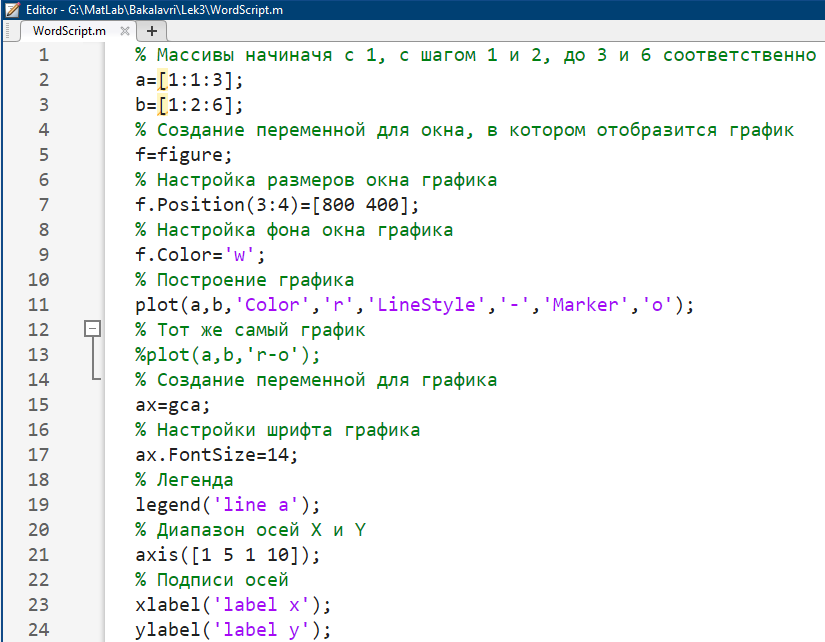 Editor - G:\MatLab\Bakalavri\Lek3\WordScript.m
WordScript.m
1 % Массивы начиначя с 1, с шагом 1 и 2, до 3 и 6 соответственно
2 a=[1:1:3];
3 b=[1:2:6];
4 % Создание переменной для окна, в котором отобразится график
5 f=figure;
6 % Настройка размеров окна графика
7 f.Position(3:4)=[800 400];
8 % Настройка фона окна графика
9 f.Color='w';
10 % Построение графика
11 plot(a,b,'Color','r','LineStyle','-','Marker','o');
12 % Тот же самый график
13 %plot(a,b,'r-o');
14 % Создание переменной для графика
15 ax=gca;
16 % Настройки шрифта графика
17 ax.FontSize=14;
18 % Легенда
19 legend('line a');
20 % Диапазон осей X и Y
21 axis([1 5 1 10]);
22 % Подписи осей
23 xlabel('label x');
24 ylabel('label y');